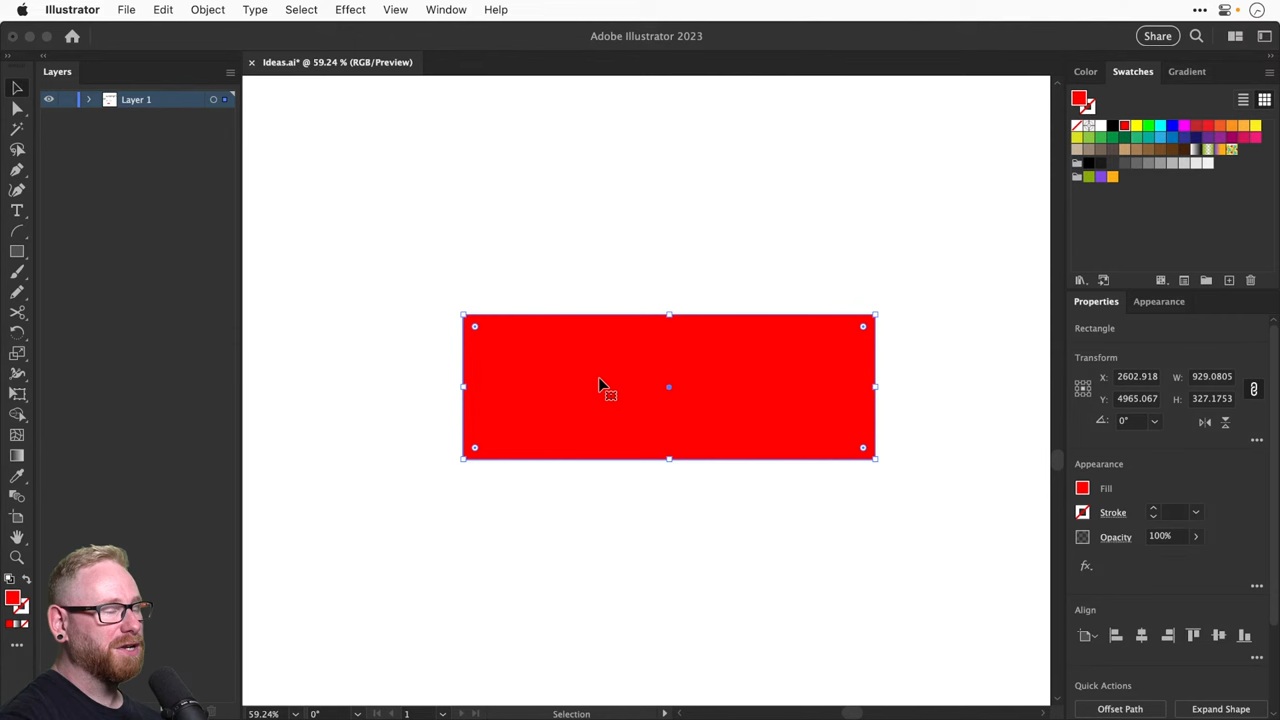 Illustrator File Edit Object Type Select Effect View Window Help
Adobe Illustrator 2023
Share
Layers
Ideas.ai* @ 59.24 % (RGB/Preview)
Color Swatches Gradient
Layer 1
Properties Appearance
Rectangle
Transform
X: 2602.918 W: 929.0805
Y: 4965.067 H: 327.1753
0°
Appearance
Fill
Stroke
Opacity 100%
fx.
Align
Quick Actions
Offset Path Expand Shape
59.24% 0° 1 Selection